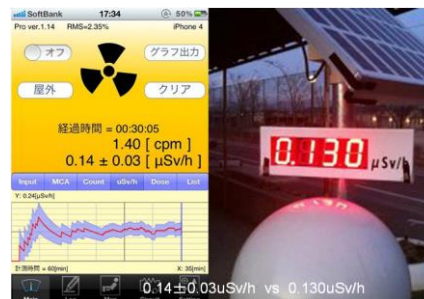 SoftBank 17:34 50%
Pro ver.1.14 RMS=2.35% iPhone 4
オフ グラフ出力
屋外 クリア
経過時間 = 00:30:05
1.40 [ cpm ]
0.14 ± 0.03 [ μSv/h ]
Input MCA Count uSv/h Dose List
Y: 0.24[μSv/h]
計測時間 = 60[min] X: 35[min]
Main
0.130 μSv/h
0.14±0.03uSv/h vs 0.130uSv/h